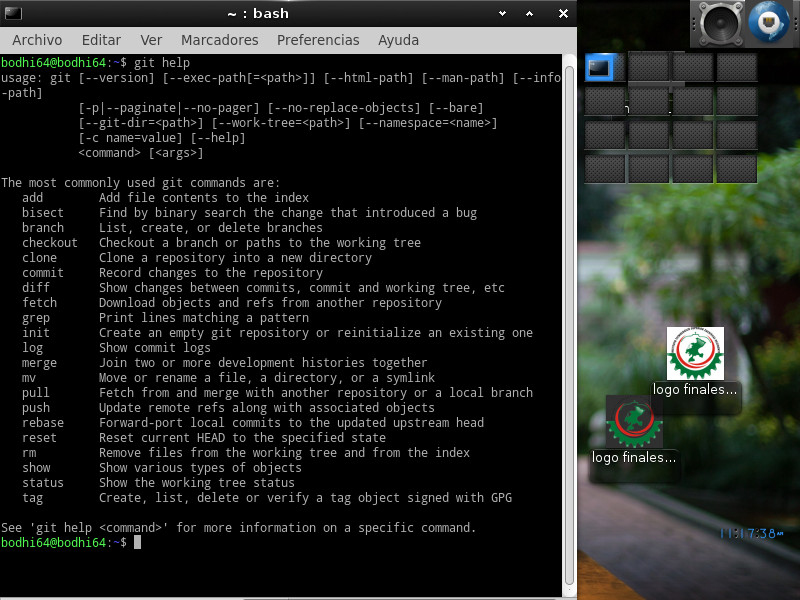 ~ : bash
Archivo Editar Ver Marcadores Preferencias Ayuda
bodhi64@bodhi64:~$ git help
usage: git [--version] [--exec-path[=<path>]] [--html-path] [--man-path] [--info
-path]
           [-p|--paginate|--no-pager] [--no-replace-objects] [--bare]
           [--git-dir=<path>] [--work-tree=<path>] [--namespace=<name>]
           [-c name=value] [--help]
           <command> [<args>]
The most commonly used git commands are:
   add        Add file contents to the index
   bisect     Find by binary search the change that introduced a bug
   branch     List, create, or delete branches
   checkout   Checkout a branch or paths to the working tree
   clone      Clone a repository into a new directory
   commit     Record changes to the repository
   diff       Show changes between commits, commit and working tree, etc
   fetch      Download objects and refs from another repository
   grep       Print lines matching a pattern
   init       Create an empty git repository or reinitialize an existing one
   log        Show commit logs
   merge      Join two or more development histories together
   mv         Move or rename a file, a directory, or a symlink
   pull       Fetch from and merge with another repository or a local branch
   push       Update remote refs along with associated objects
   rebase     Forward-port local commits to the updated upstream head
   reset      Reset current HEAD to the specified state
   rm         Remove files from the working tree and from the index
   show       Show various types of objects
   status     Show the working tree status
   tag        Create, list, delete or verify a tag object signed with GPG
See 'git help <command>' for more information on a specific command.
bodhi64@bodhi64:~$
logo finales...
logo finales...